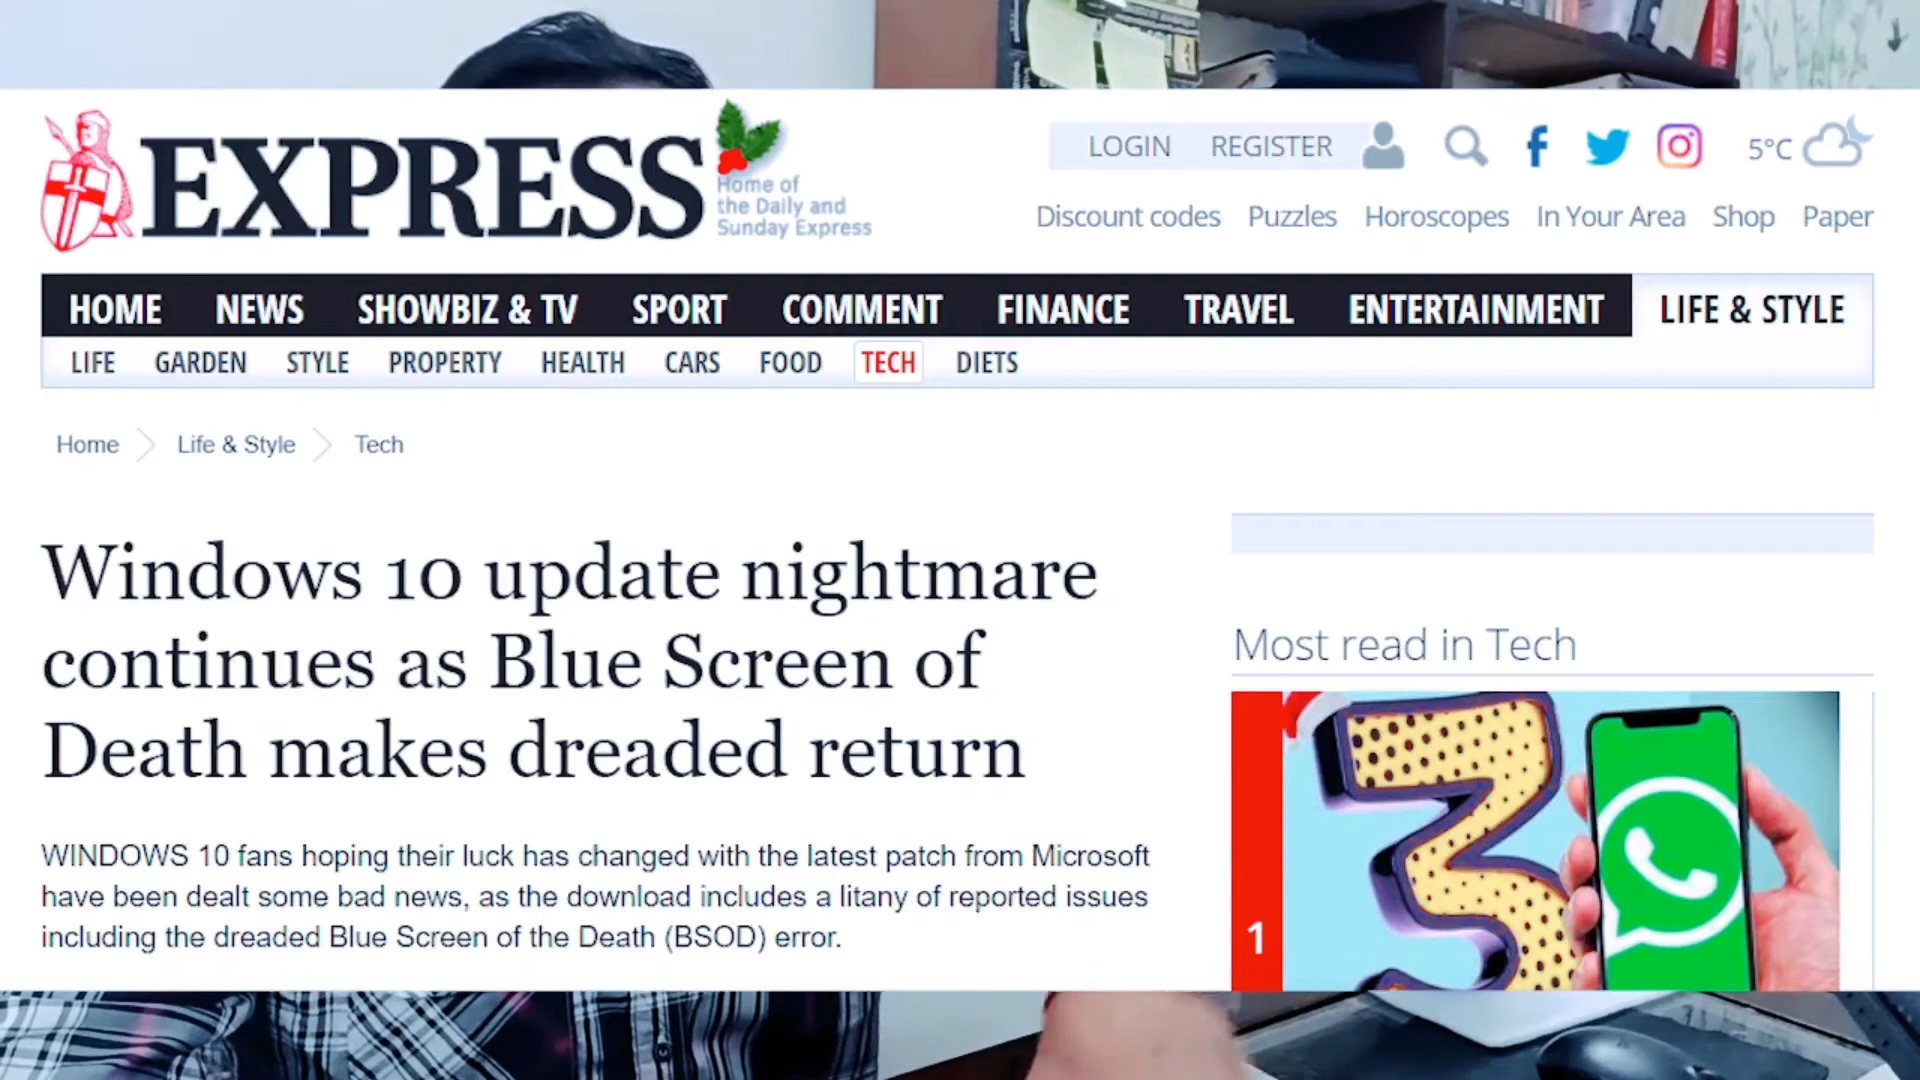 EXPRESS
Home of
the Daily and
Sunday Express
LOGIN REGISTER
5°C
Discount codes Puzzles Horoscopes In Your Area Shop Paper
HOME NEWS SHOWBIZ & TV SPORT COMMENT FINANCE TRAVEL ENTERTAINMENT LIFE & STYLE
LIFE GARDEN STYLE PROPERTY HEALTH CARS FOOD TECH DIETS
Home Life & Style Tech
Windows 10 update nightmare
continues as Blue Screen of
Death makes dreaded return
WINDOWS 10 fans hoping their luck has changed with the latest patch from Microsoft
have been dealt some bad news, as the download includes a litany of reported issues
including the dreaded Blue Screen of the Death (BSOD) error.
Most read in Tech
3
1